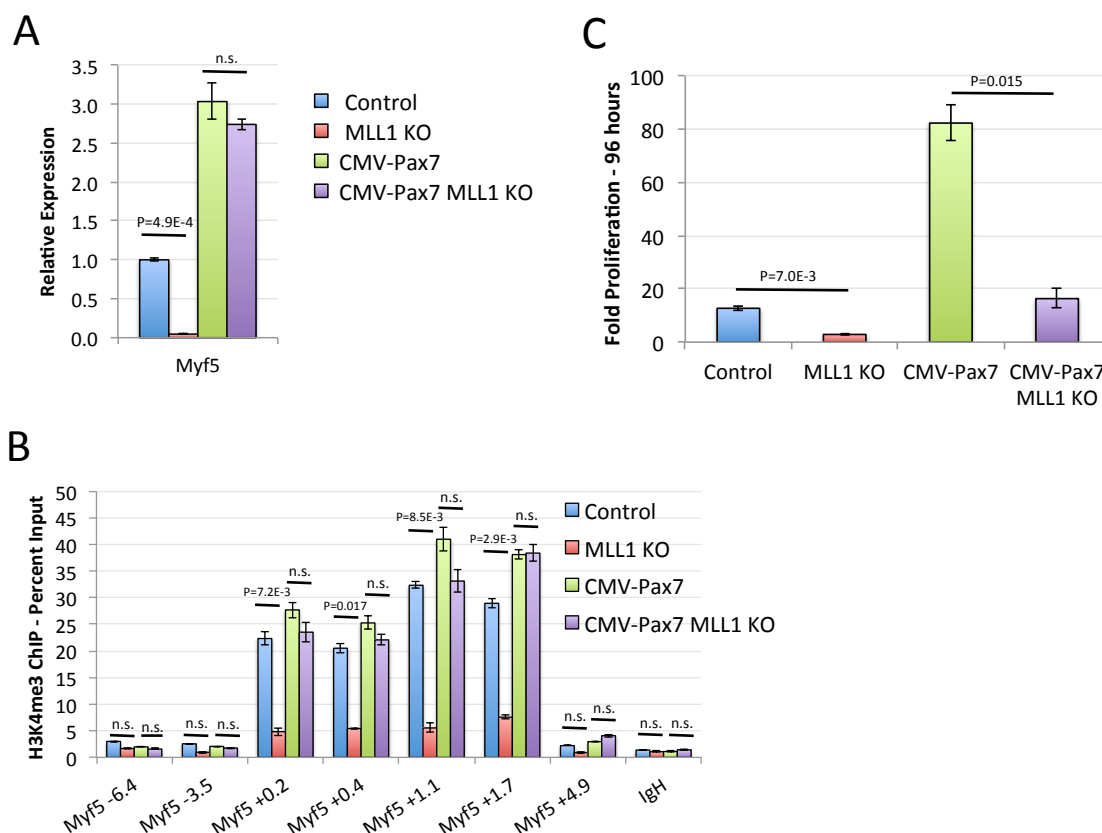 A
n.s.
3.5
3.0
2.5
2.0
1.5
1.0
0.5
0.0
Relative Expression
P=4.9E-4
Myf5
Control
MLL1 KO
CMV-Pax7
CMV-Pax7 MLL1 KO
C
100
80
60
40
20
0
Fold Proliferation - 96 hours
P=0.015
P=7.0E-3
Control
MLL1 KO
CMV-Pax7
CMV-Pax7
MLL1 KO
B
50
45
40
35
30
25
20
15
10
5
0
H3K4me3 ChIP - Percent Input
n.s.
n.s.
n.s.
n.s.
P=7.2E-3
n.s.
P=0.017
n.s.
P=8.5E-3
n.s.
P=2.9E-3
n.s.
n.s.
n.s.
n.s.
n.s.
Control
MLL1 KO
CMV-Pax7
CMV-Pax7 MLL1 KO
Myf5 -6.4
Myf5 -3.5
Myf5 +0.2
Myf5 +0.4
Myf5 +1.1
Myf5 +1.7
Myf5 +4.9
IgH